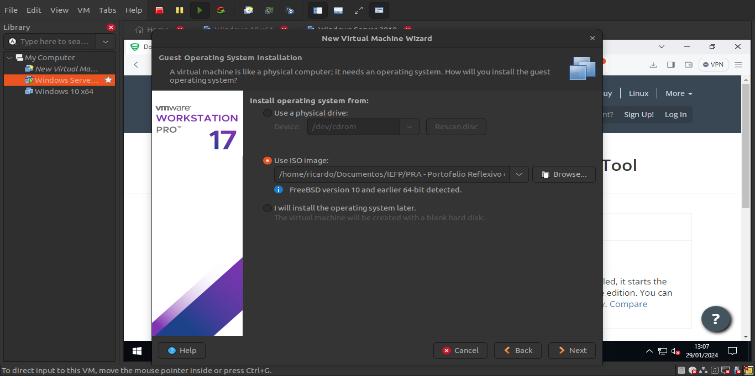 File Edit View VM Tabs Help
Library
Type here to sea...
My Computer
New Virtual Ma...
Windows Serve...
Windows 10 x64
New Virtual Machine Wizard
Guest Operating System Installation
A virtual machine is like a physical computer; it needs an operating system. How will you install the guest
operating system?
vmware
WORKSTATION
PRO™
17
Install operating system from:
Use a physical drive:
Device: /dev/cdrom Rescan disc
Use ISO image:
/home/ricardo/Documentos/IEFP/PRA - Portofolio Reflexivo Browse...
FreeBSD version 10 and earlier 64-bit detected.
I will install the operating system later.
The virtual machine will be created with a blank hard disk.
Help Cancel Back Next
VPN
uy Linux More
nt? Sign Up! Log In
Tool
led, it starts the
e edition. You can
y. Compare
?
13:07
29/01/2024
To direct input to this VM, move the mouse pointer inside or press Ctrl+G.